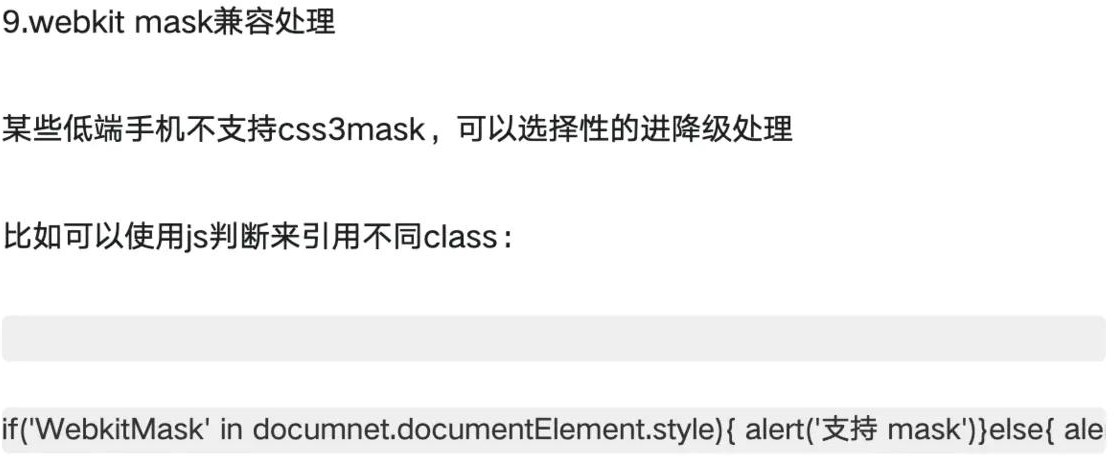 9.webkit mask兼容处理
某些低端手机不支持css3mask，可以选择性的进降级处理
比如可以使用js判断来引用不同class：
if('WebkitMask' in documnet.documentElement.style){ alert('支持 mask')}else{ ale